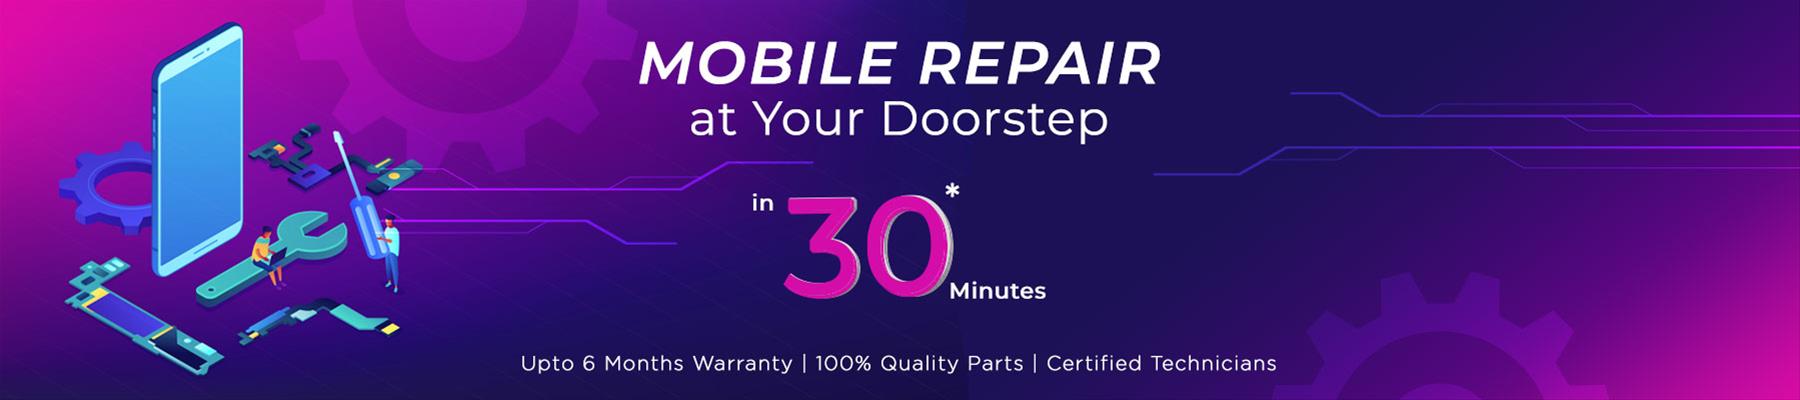 MOBILE REPAIR
at Your Doorstep
in 30*
Minutes
Upto 6 Months Warranty | 100% Quality Parts | Certified Technicians